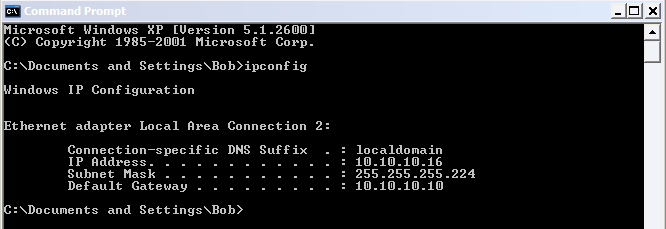 Command Prompt
Microsoft Windows XP [Version 5.1.2600]
(C) Copyright 1985-2001 Microsoft Corp.
C:\Documents and Settings\Bob>ipconfig
Windows IP Configuration
Ethernet adapter Local Area Connection 2:
Connection-specific DNS Suffix . : localdomain
IP Address. . . . . . . . . . . . : 10.10.10.16
Subnet Mask . . . . . . . . . . . : 255.255.255.224
Default Gateway . . . . . . . . . : 10.10.10.10
C:\Documents and Settings\Bob>